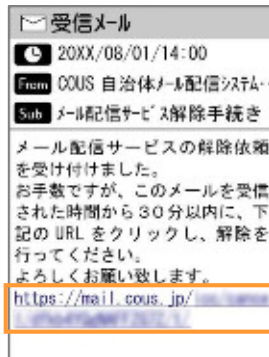 受信メール
20XX/08/01/14:00
From COUS 自治体メール配信システム‥
Sub メール配信サービス解除手続き
メール配信サービスの解除依頼
を受け付けました。
お手数ですが、このメールを受信
された時間から30分以内に、下
記の URL をクリックし、解除を
行ってください。
よろしくお願い致します。
https://mail.cous.jp/